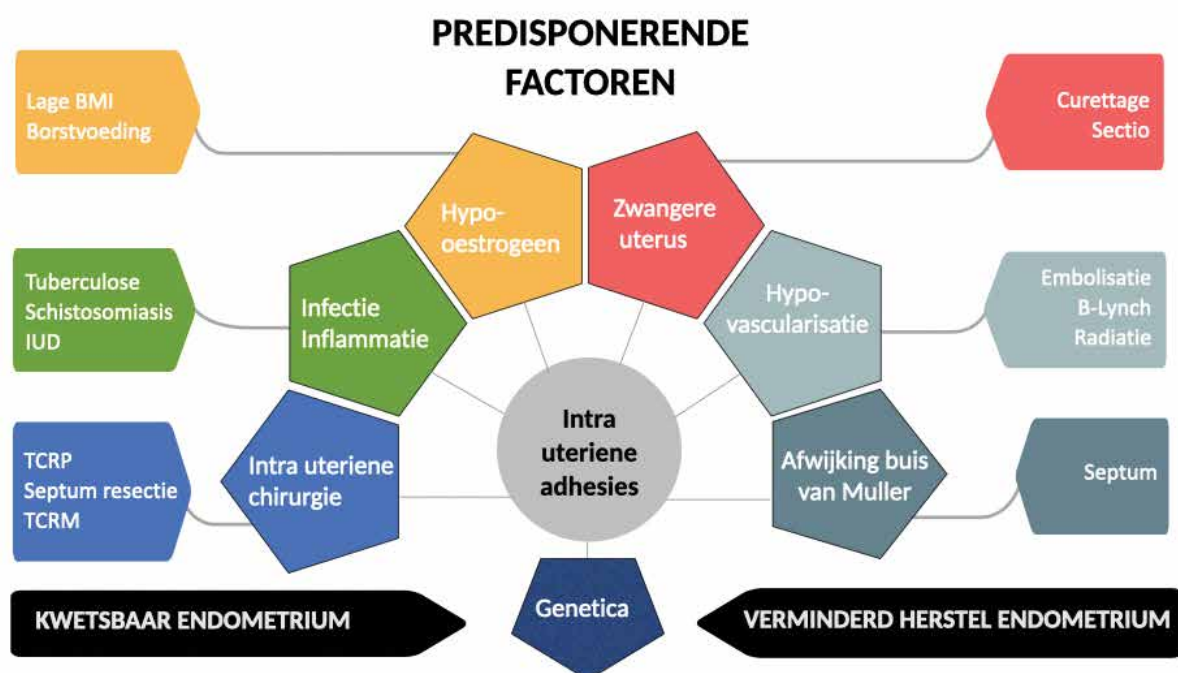 PREDISPONERENDE
FACTOREN
Lage BMI
Borstvoeding
Curettage
Sectio
Hypo-
oestrogeen
Zwangere
uterus
Tuberculose
Schistosomiasis
IUD
Infectie
Inflammatie
Hypo-
vascularisatie
Embolisatie
B-Lynch
Radiatie
Intra
uteriene
adhesies
TCRP
Septum resectie
TCRM
Intra uteriene
chirurgie
Afwijking buis
van Muller
Septum
Genetica
KWETSBAAR ENDOMETRIUM
VERMINDERD HERSTEL ENDOMETRIUM